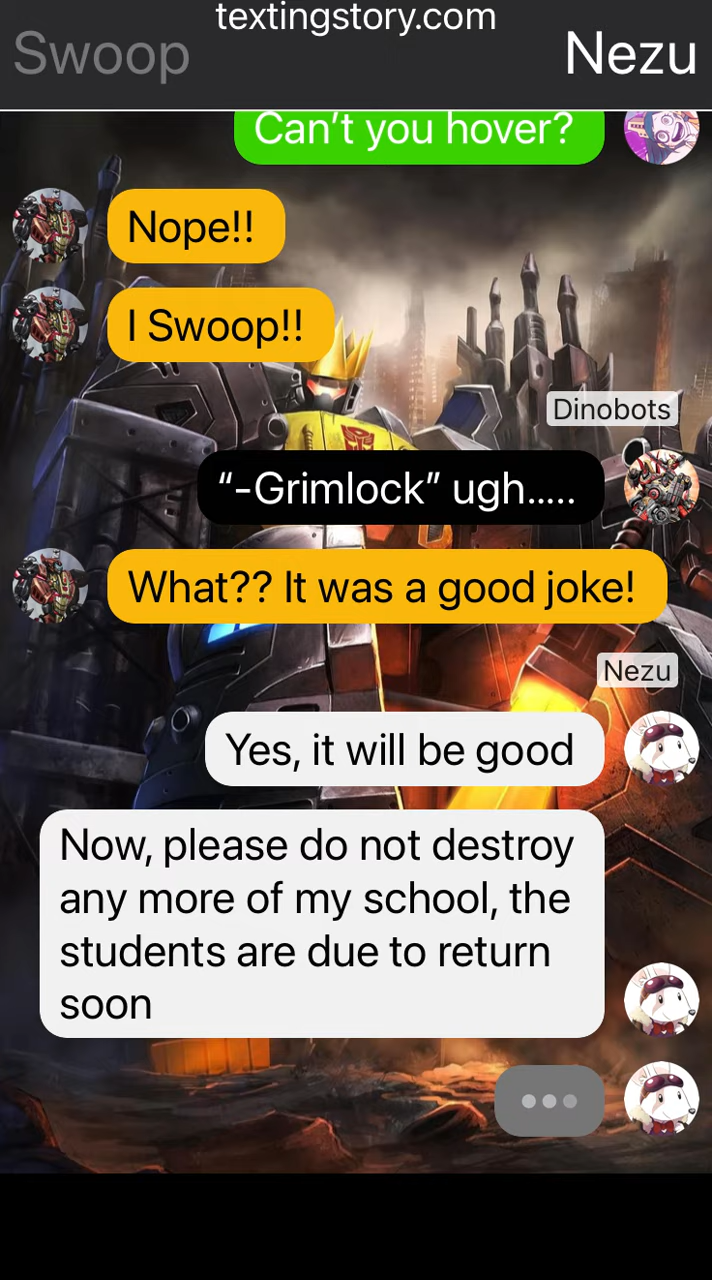 textingstory.com
Swoop
Nezu
Can't you hover?
Nope!!
I Swoop!!
Dinobots
“-Grimlock” ugh.....
What?? It was a good joke!
Nezu
Yes, it will be good
Now, please do not destroy
any more of my school, the
students are due to return
soon